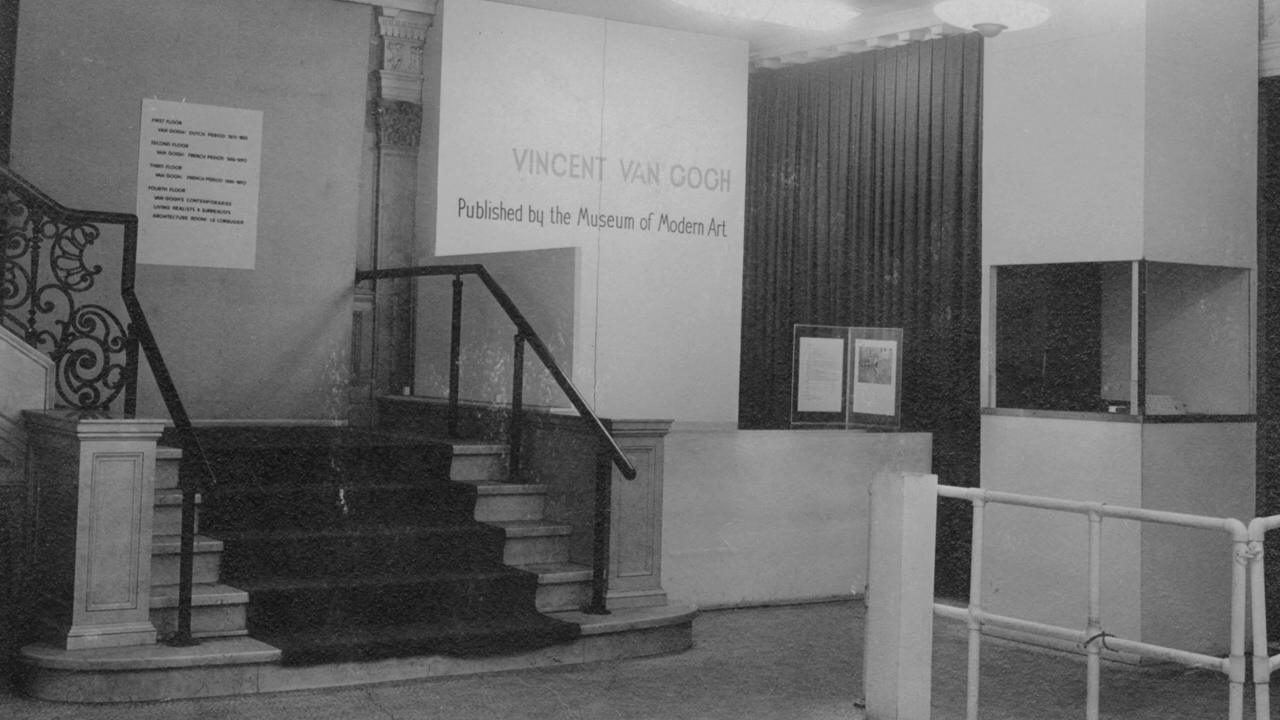 FIRST FLOOR
VAN GOGH: DUTCH PERIOD
SECOND FLOOR
VAN GOGH: FRENCH PERIOD
THIRD FLOOR
VAN GOGH: FRENCH PERIOD
FOURTH FLOOR
VAN GOGH'S CONTEMPORARIES
LIVING REALISTS & SURREALISTS
ARCHITECTURE ROOM: LE CORBUSIER
VINCENT VAN GOGH
Published by the Museum of Modern Art